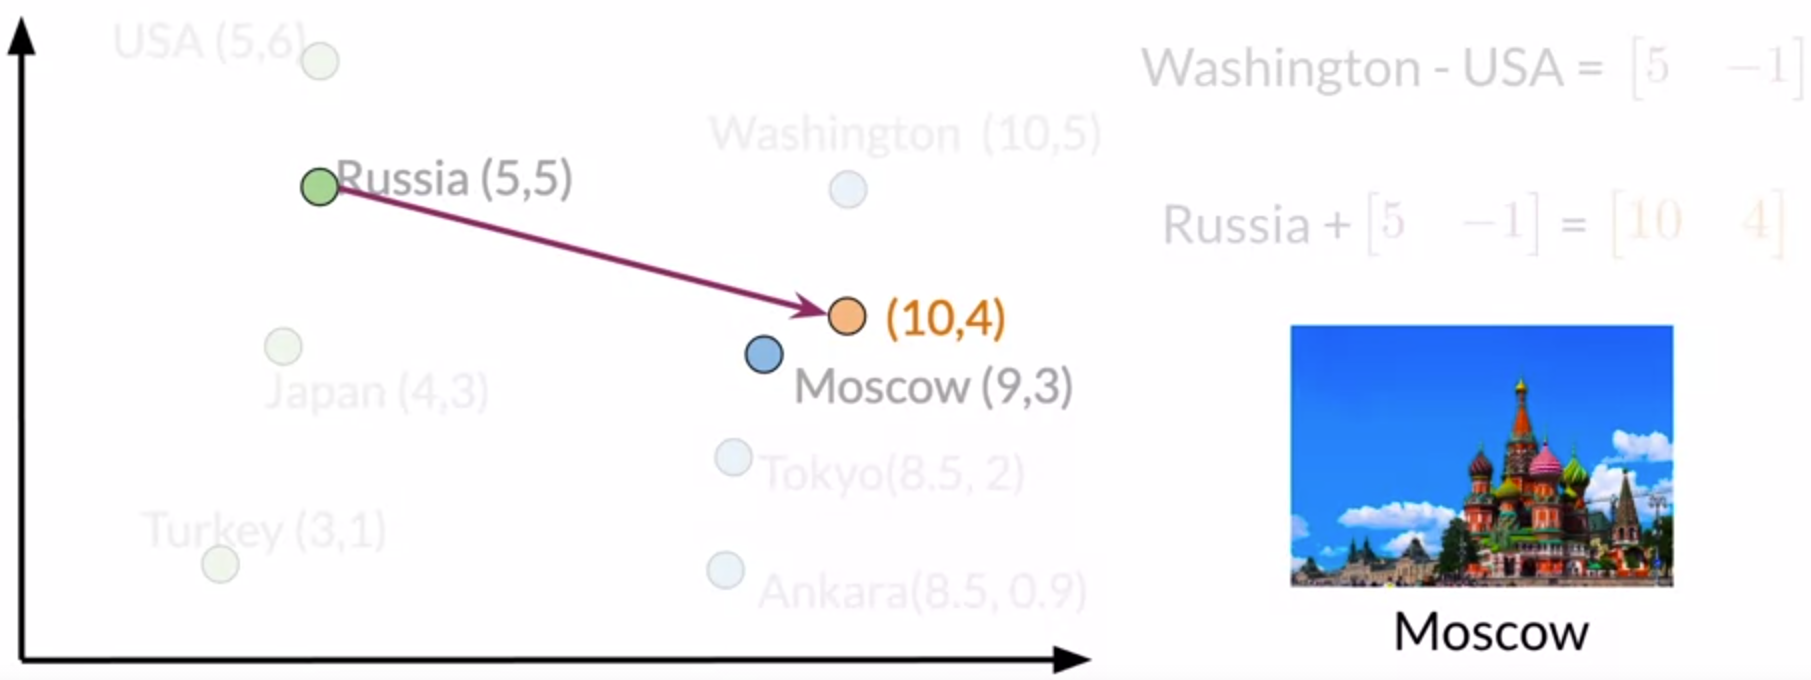 USA (5,6)
Washington - USA = [5 −1]
Washington (10,5)
Russia (5,5)
Russia + [5 −1] = [10 4]
(10,4)
Moscow (9,3)
Japan (4,3)
Tokyo(8.5, 2)
Turkey (3,1)
Ankara(8.5, 0.9)
Moscow